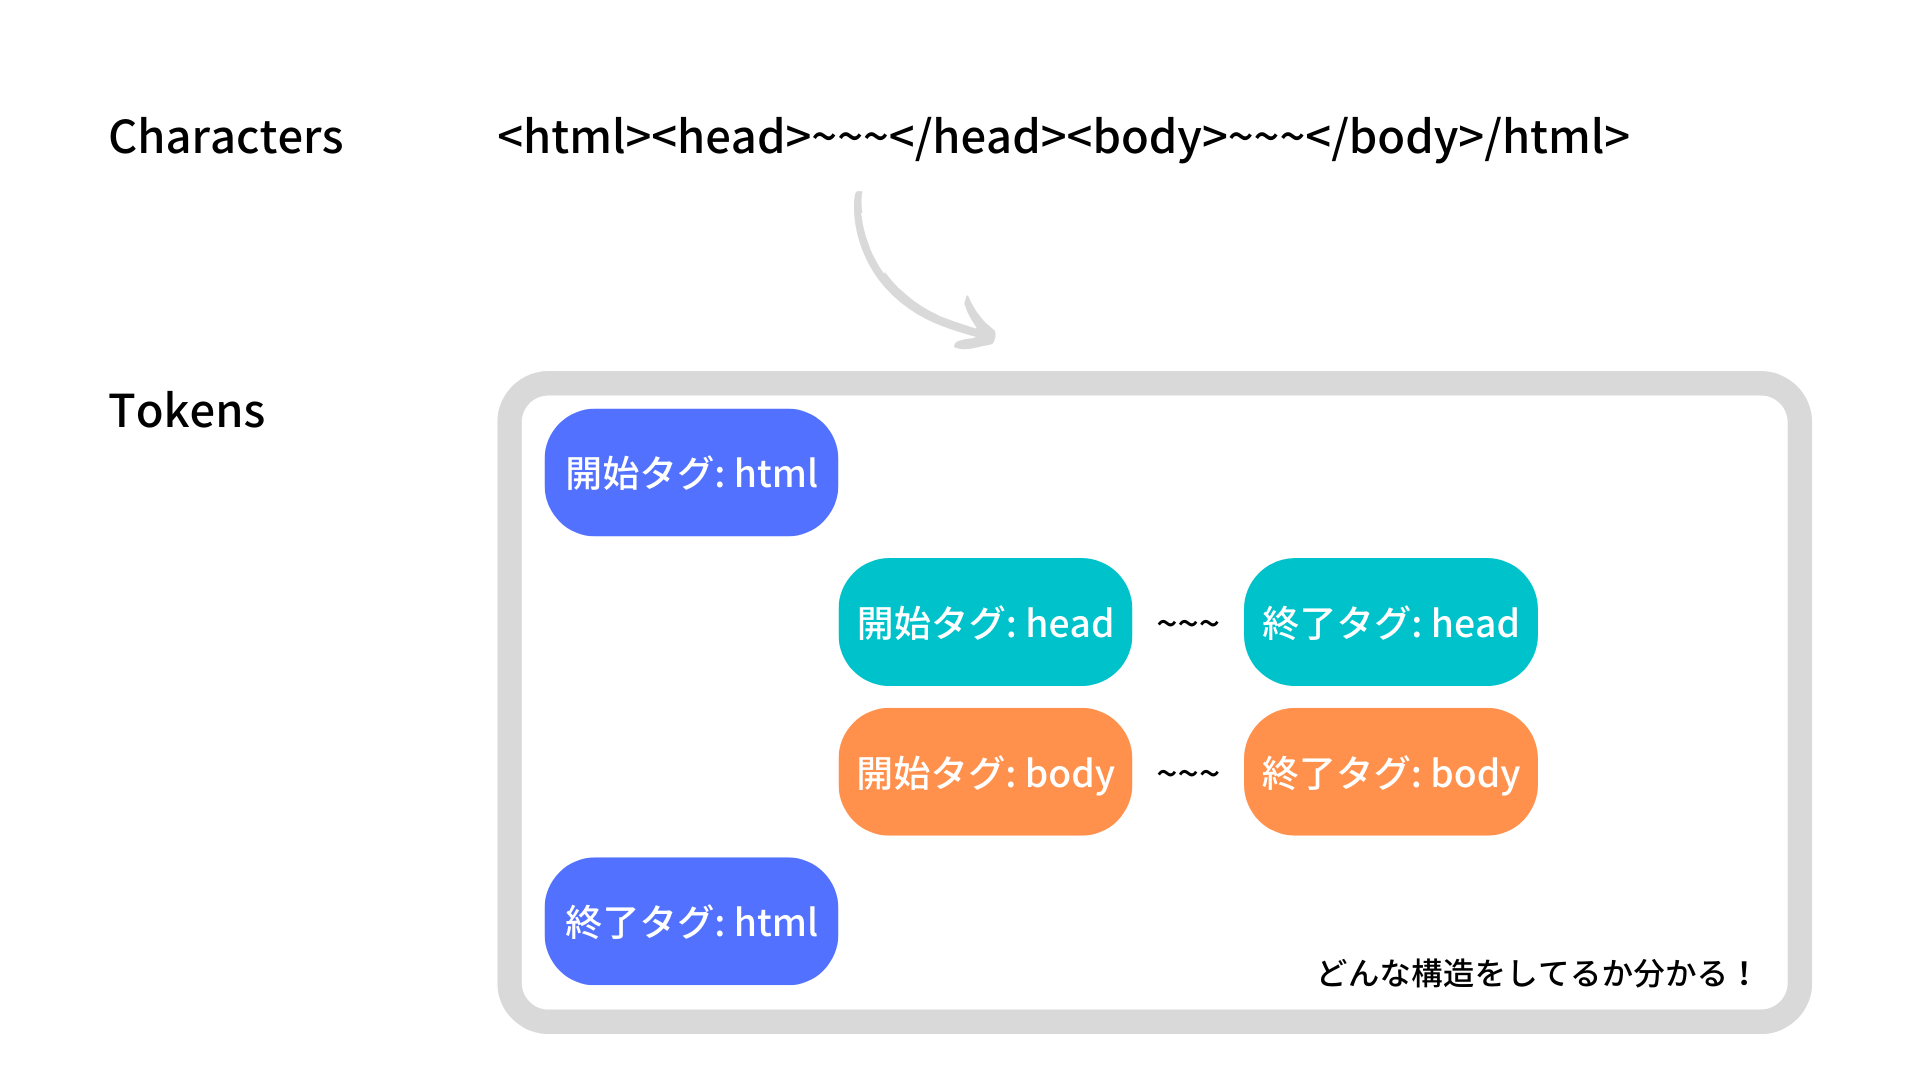 Characters
<html><head>~~~</head><body>~~~</body>/html>
Tokens
開始タグ: html
開始タグ: head ~~~ 終了タグ: head
開始タグ: body ~~~ 終了タグ: body
終了タグ: html
どんな構造をしてるか分かる！